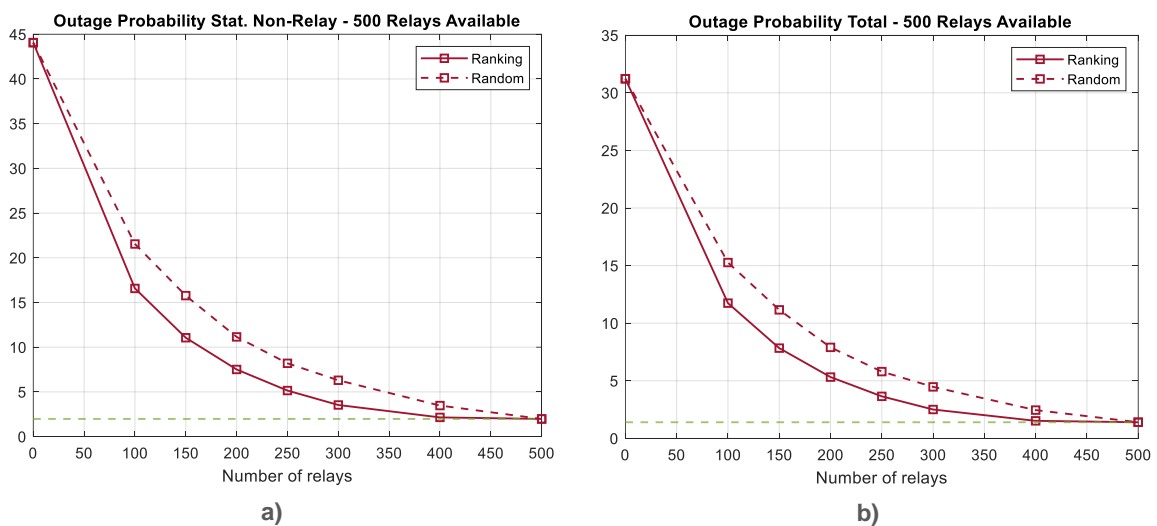 Outage Probability Stat. Non-Relay - 500 Relays Available
45
40
35
30
25
20
15
10
5
0
0 50 100 150 200 250 300 350 400 450 500
Number of relays
Ranking
Random
a)
Outage Probability Total - 500 Relays Available
35
30
25
20
15
10
5
0
0 50 100 150 200 250 300 350 400 450 500
Number of relays
Ranking
Random
b)